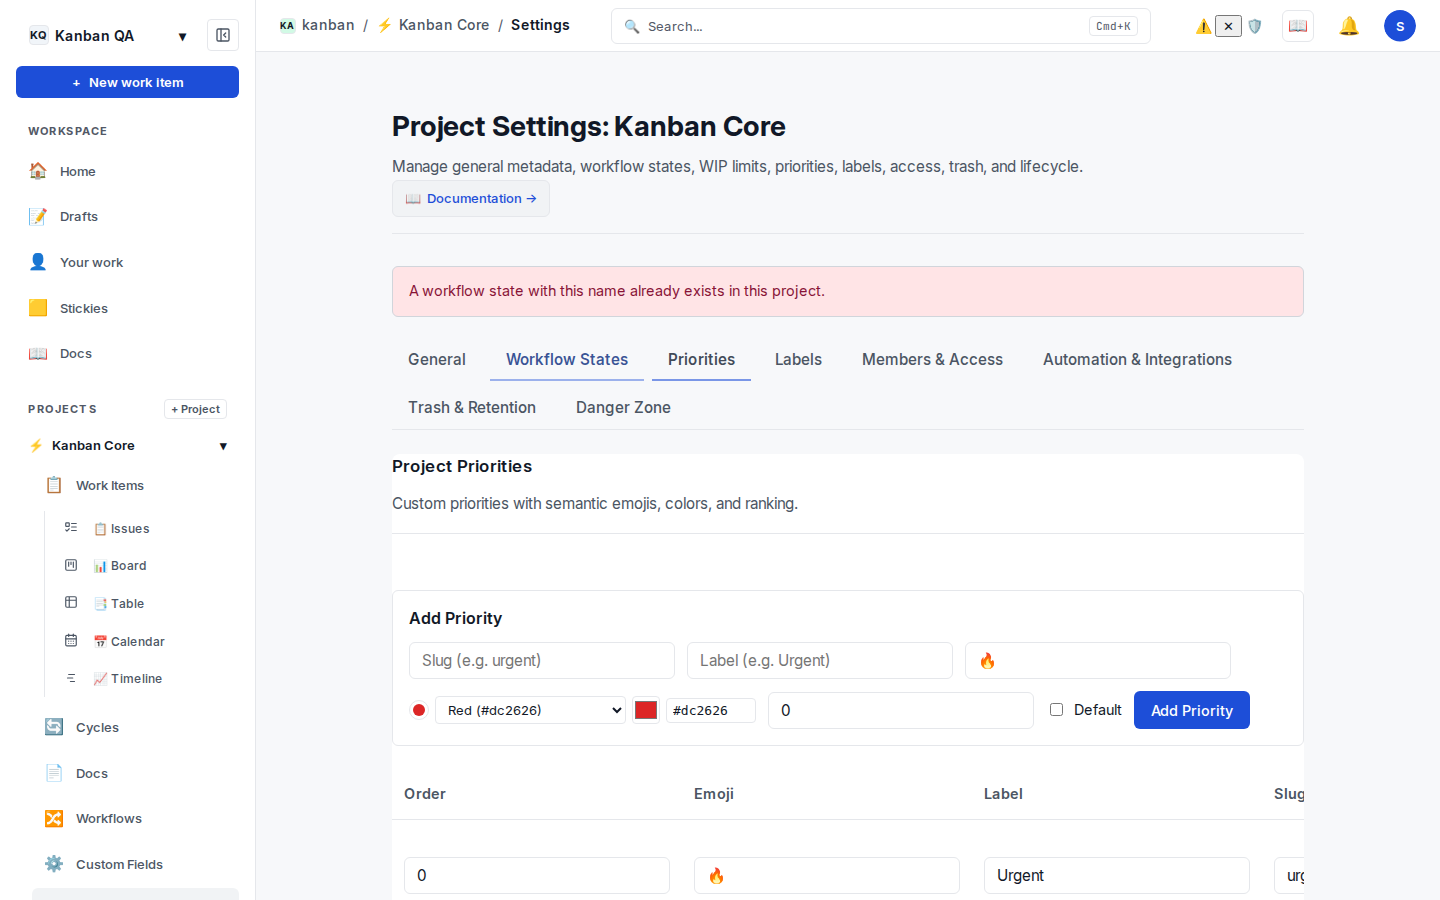 KQ Kanban QA ▾
+ New work item
WORKSPACE
Home
Drafts
Your work
Stickies
Docs
PROJECTS + Project
Kanban Core ▾
Work Items
Issues
Board
Table
Calendar
Timeline
Cycles
Docs
Workflows
Custom Fields
KA kanban / ⚡ Kanban Core / Settings
Search... Cmd+K
✕
S
Project Settings: Kanban Core
Manage general metadata, workflow states, WIP limits, priorities, labels, access, trash, and lifecycle.
Documentation →
A workflow state with this name already exists in this project.
General Workflow States Priorities Labels Members & Access Automation & Integrations
Trash & Retention Danger Zone
Project Priorities
Custom priorities with semantic emojis, colors, and ranking.
Add Priority
Slug (e.g. urgent) Label (e.g. Urgent) 🔥
Red (#dc2626) #dc2626 0 Default Add Priority
Order Emoji Label Slug
0 🔥 Urgent urg